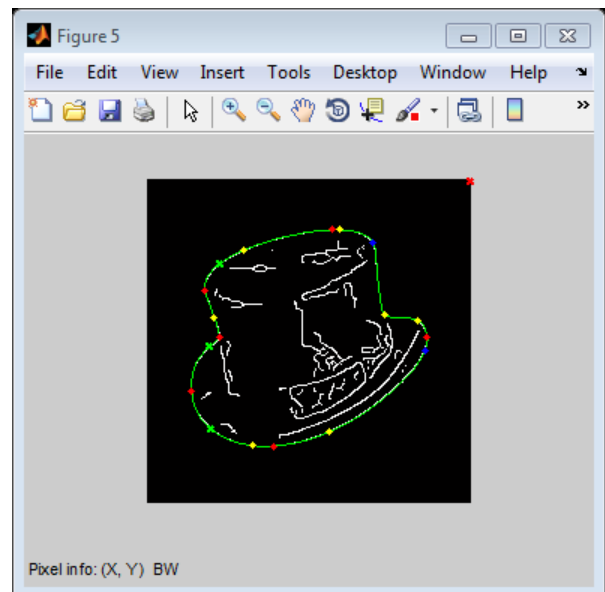 Figure 5
File Edit View Insert Tools Desktop Window Help
Pixel info: (X, Y) BW